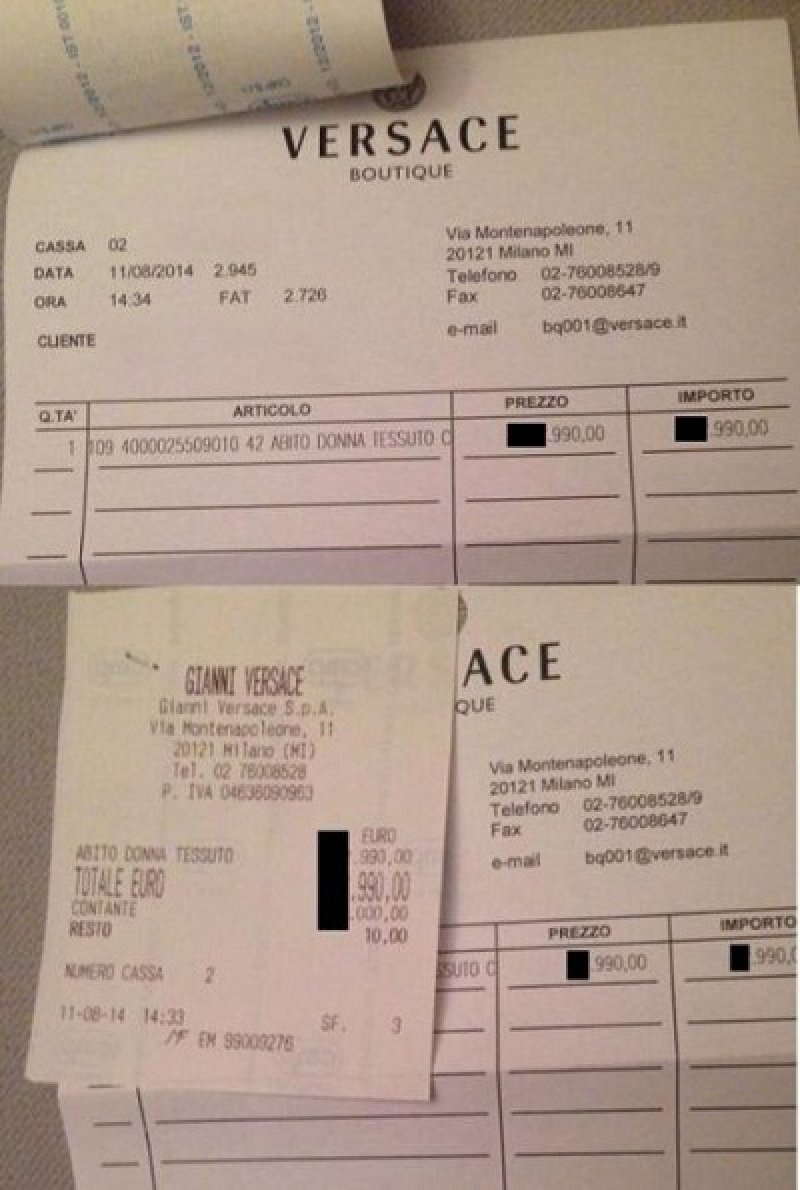 VERSACE
BOUTIQUE
CASSA 02
DATA 11/08/2014 2.945
ORA 14.34 FAT 2.726
CLIENTE
Via Montenapoleone, 11
20121 Milano MI
Telefono 02-76008528/9
Fax 02-76008647
e-mail bq001@versace.it
Q.TA' ARTICOLO PREZZO IMPORTO
1 109 4000025509010 42 ABITO DONNA TESSUTO C .990,00 990,00
GIANNI VERSACE
Gianni Versace S.p.A.
Via Montenapoleone, 11
20121 Milano (MI)
Tel. 02 76008528
P. IVA 04636090963
EURO
ABITO DONNA TESSUTO .990,00
TOTALE EURO .990,00
CONTANTE .000,00
RESTO 10,00
NUMERO CASSA 2
11-08-14 14:33 SF. 3
MF EM 99009276
ACE
QUE
Via Montenapoleone, 11
20121 Milano MI
Telefono 02-76008528/9
Fax 02-76008647
e-mail bq001@versace.it
PREZZO IMPORTO
SSUTO C .990,00 990,0